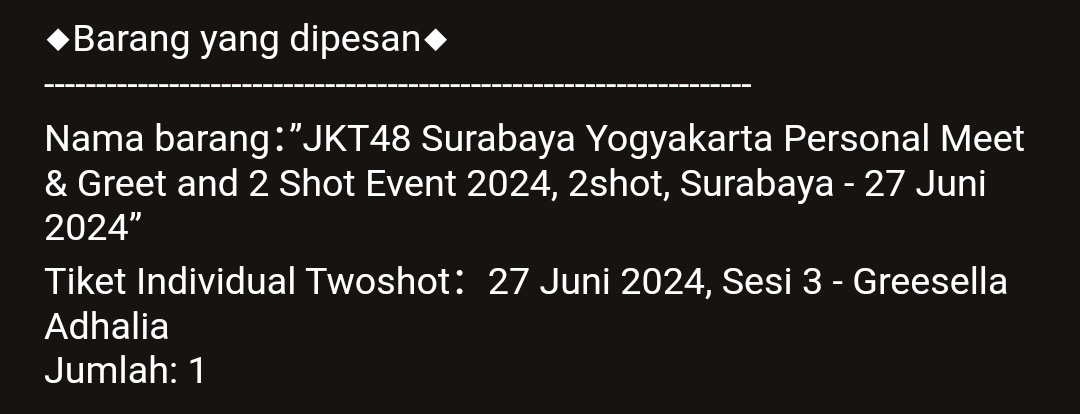 ◆Barang yang dipesan◆
--------------------------------------------------------------------
Nama barang：”JKT48 Surabaya Yogyakarta Personal Meet
& Greet and 2 Shot Event 2024, 2shot, Surabaya - 27 Juni
2024”
Tiket Individual Twoshot： 27 Juni 2024, Sesi 3 - Greesella
Adhalia
Jumlah: 1